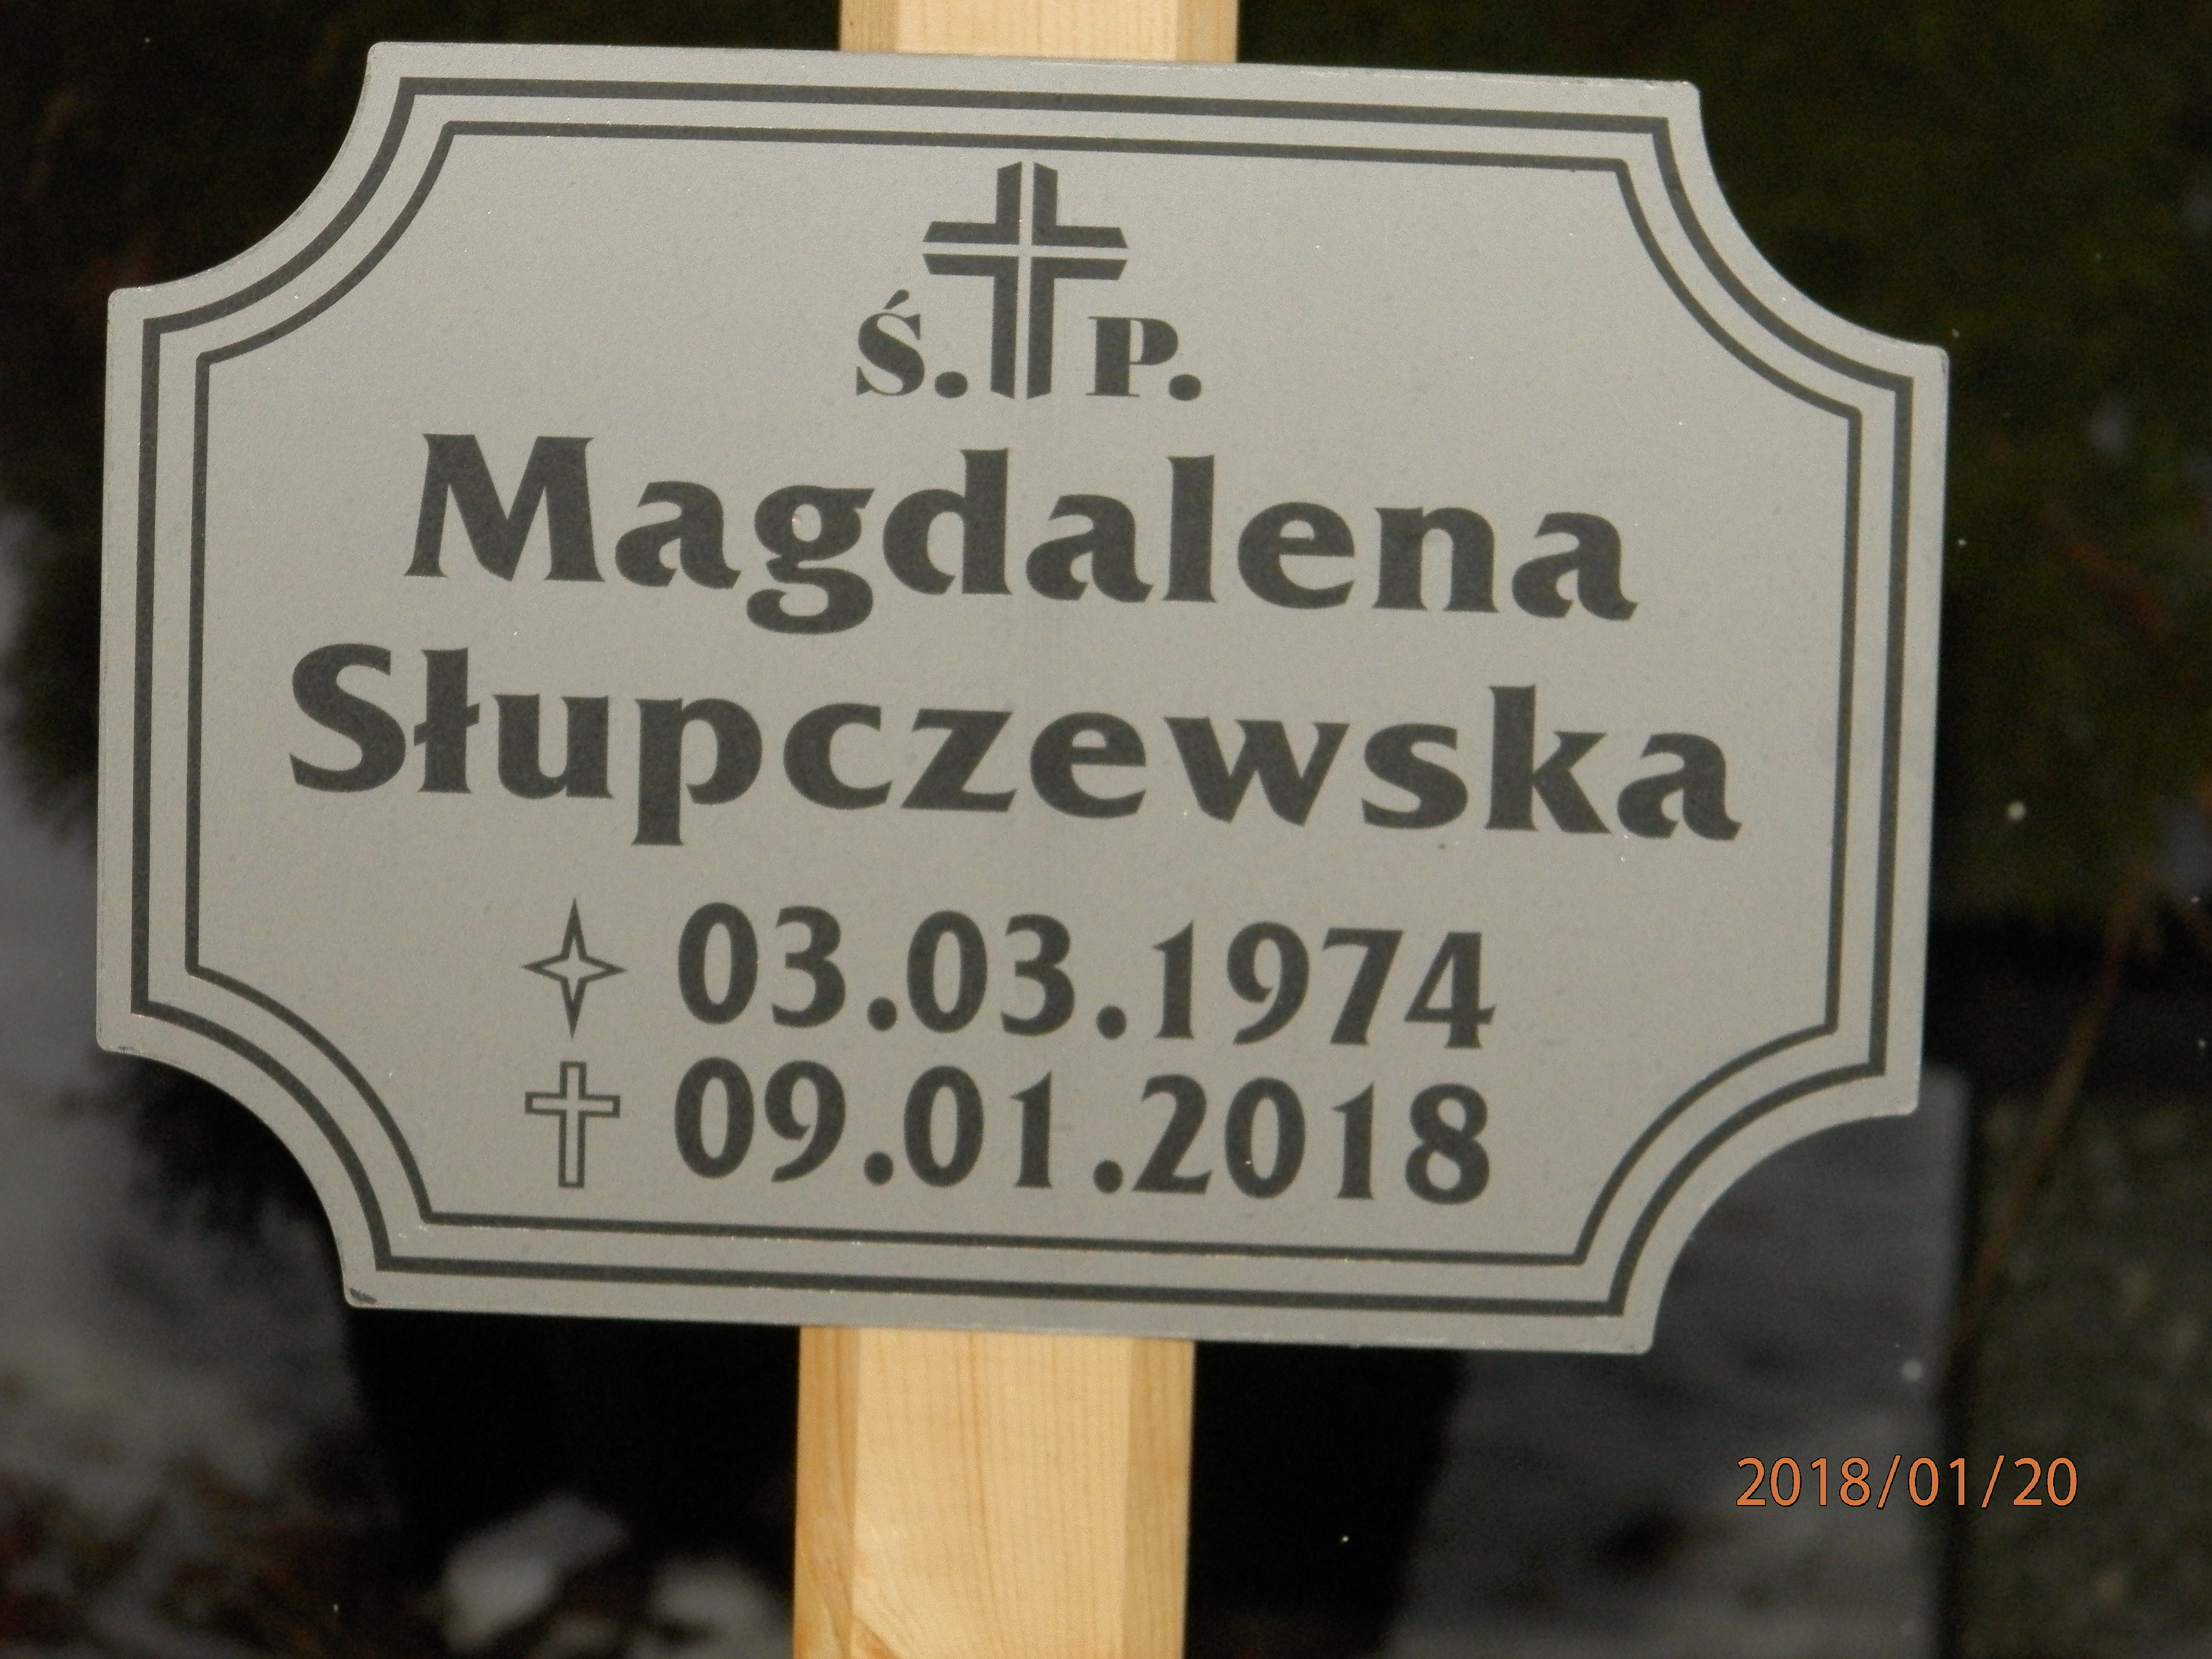 Ś. P.
Magdalena
Słupczewska
03.03.1974
09.01.2018
2018/01/20